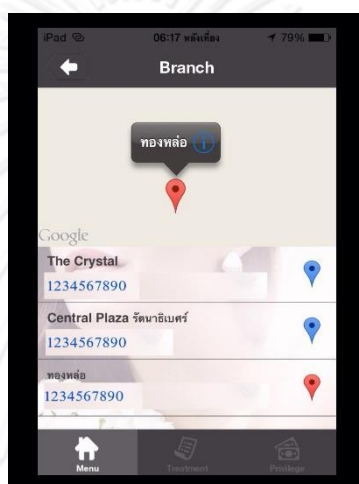 iPad 06:17 หลังเที่ยง 79%
Branch
ทองหล่อ
Google
The Crystal
1234567890
Central Plaza รัตนาธิเบศร์
1234567890
ทองหล่อ
1234567890
Menu Treatment Privilege